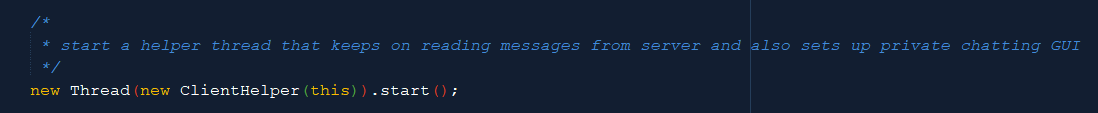 /*
* start a helper thread that keeps on reading messages from server and also sets up private chatting GUI
*/
new Thread(new ClientHelper(this)).start();